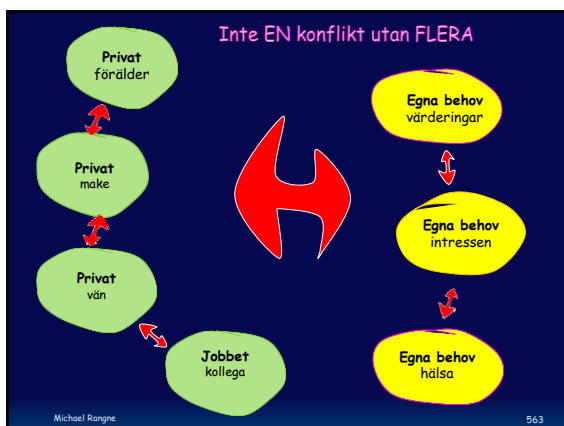 Inte EN konflikt utan FLERA
Privat
förälder
Privat
make
Privat
vän
Jobbet
kollega
Egna behov
värderingar
Egna behov
intressen
Egna behov
hälsa
Michael Rangne
563